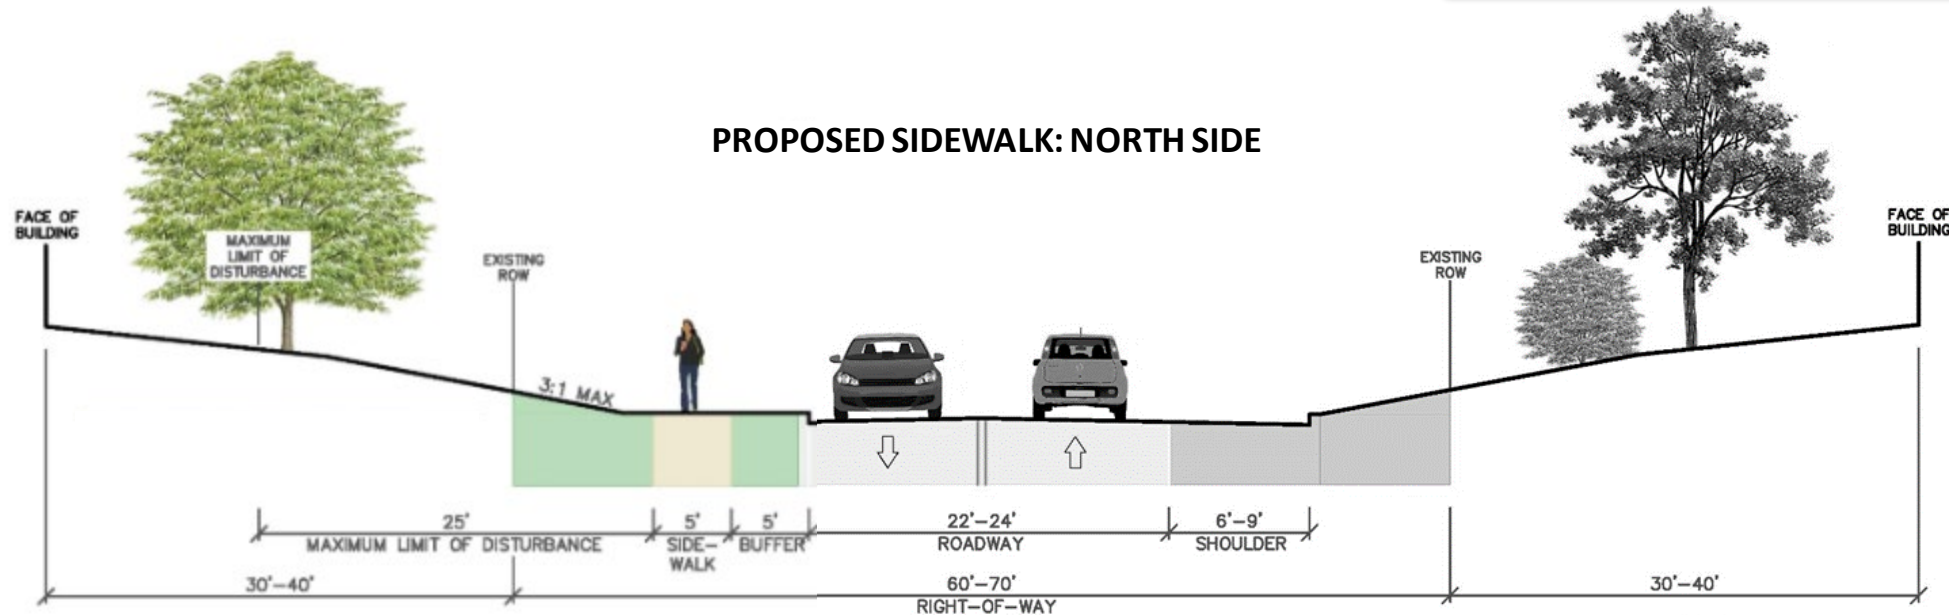 PROPOSED SIDEWALK: NORTH SIDE
FACE OF
BUILDING
MAXIMUM
LIMIT OF
DISTURBANCE
EXISTING
ROW
3:1 MAX
EXISTING
ROW
FACE OF
BUILDING
25'
MAXIMUM LIMIT OF DISTURBANCE
5'
SIDE-
WALK
5'
BUFFER
22'-24'
ROADWAY
6'-9'
SHOULDER
30'-40'
60'-70'
RIGHT-OF-WAY
30'-40'